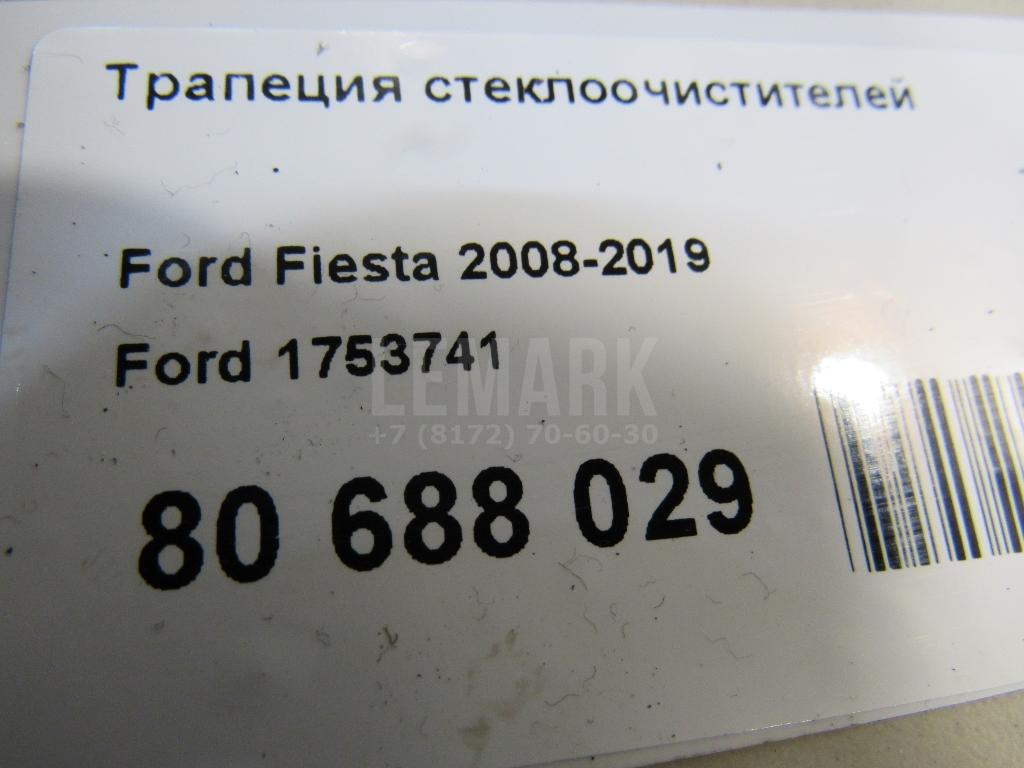 Трапеция стеклоочистителей
Ford Fiesta 2008-2019
Ford 1753741
LEMARK
+7 (8172) 70-60-30
80 688 029